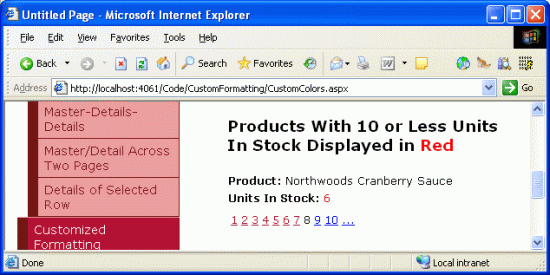 Untitled Page - Microsoft Internet Explorer
File Edit View Favorites Tools Help
Back Search Favorites
Address http://localhost:4061/Code/CustomFormatting/CustomColors.aspx Go
Master-Details-
Details
Master/Detail Across
Two Pages
Details of Selected
Row
Customized
Formatting
Products With 10 or Less Units
In Stock Displayed in Red
Product: Northwoods Cranberry Sauce
Units In Stock: 6
1 2 3 4 5 6 7 8 9 10 ...
Done Local intranet